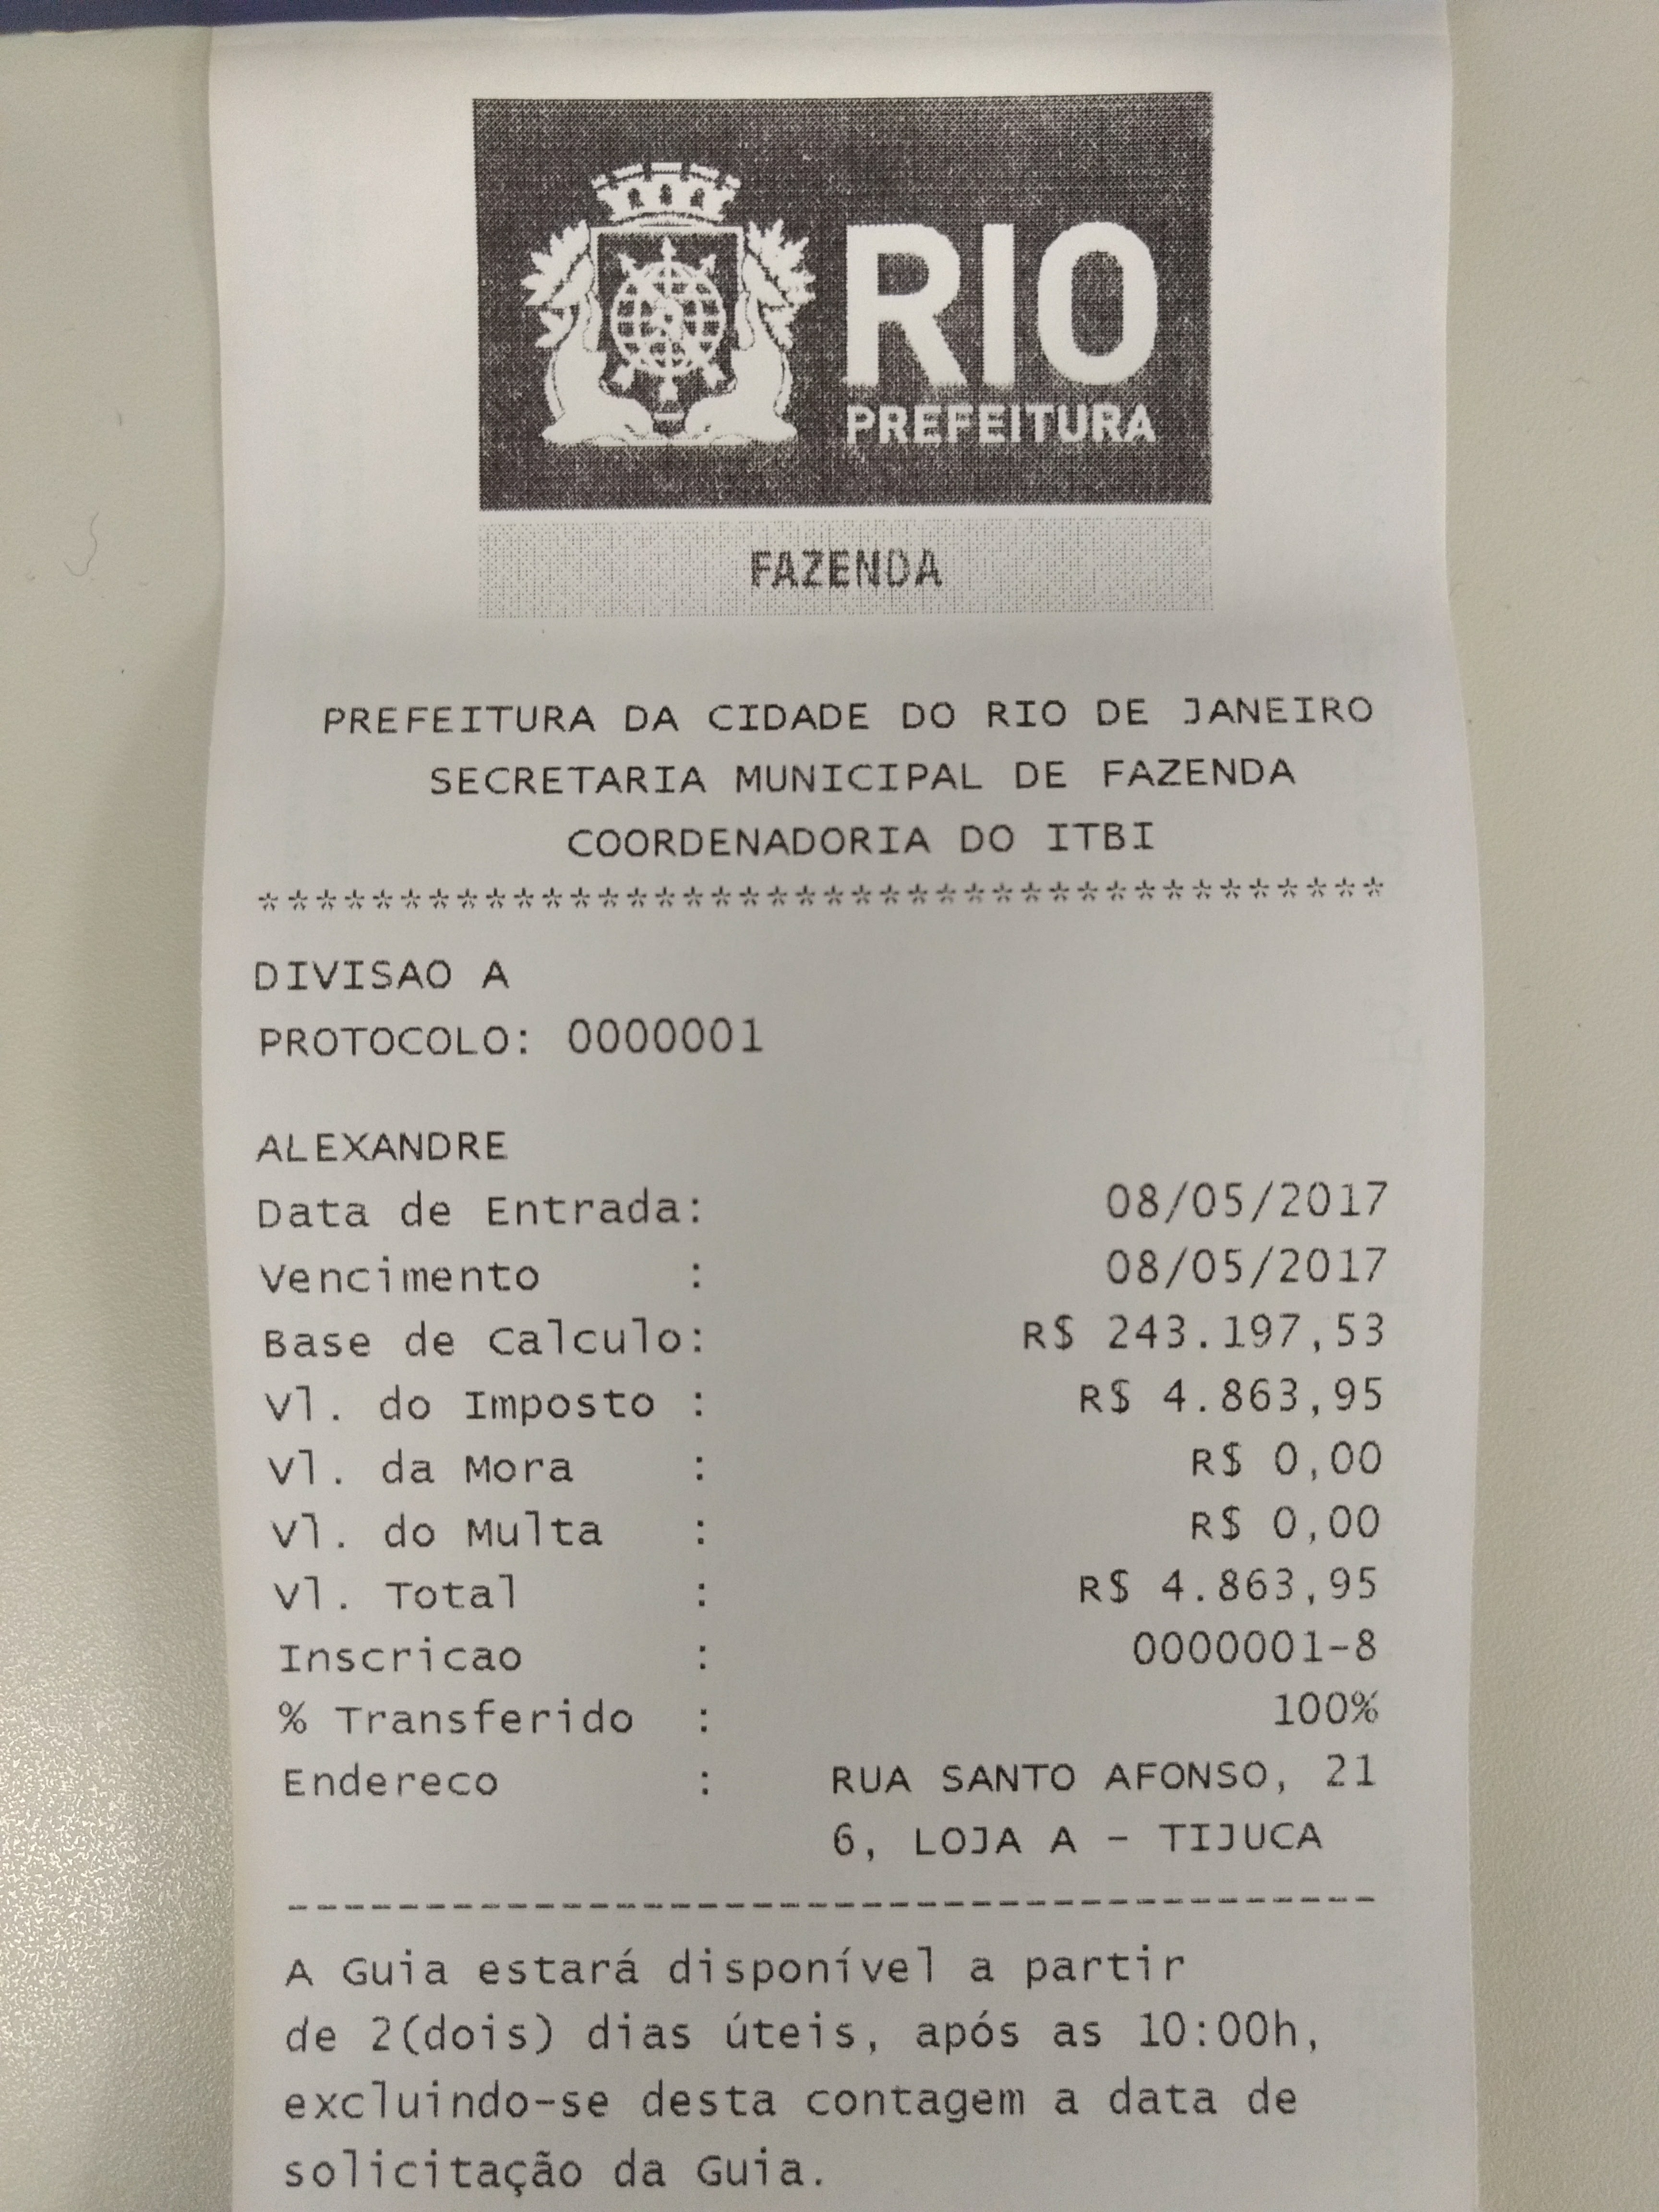 RIO
PREFEITURA
FAZENDA
PREFEITURA DA CIDADE DO RIO DE JANEIRO
SECRETARIA MUNICIPAL DE FAZENDA
COORDENADORIA DO ITBI
****************************************
DIVISAO A
PROTOCOLO: 0000001
ALEXANDRE
Data de Entrada: 08/05/2017
Vencimento : 08/05/2017
Base de Calculo: R$ 243.197,53
Vl. do Imposto : R$ 4.863,95
Vl. da Mora : R$ 0,00
Vl. do Multa : R$ 0,00
Vl. Total : R$ 4.863,95
Inscricao : 0000001-8
% Transferido : 100%
Endereco : RUA SANTO AFONSO, 21
6, LOJA A - TIJUCA
----------------------------------------
A Guia estará disponível a partir
de 2(dois) dias úteis, após as 10:00h,
excluindo-se desta contagem a data de
solicitação da Guia.